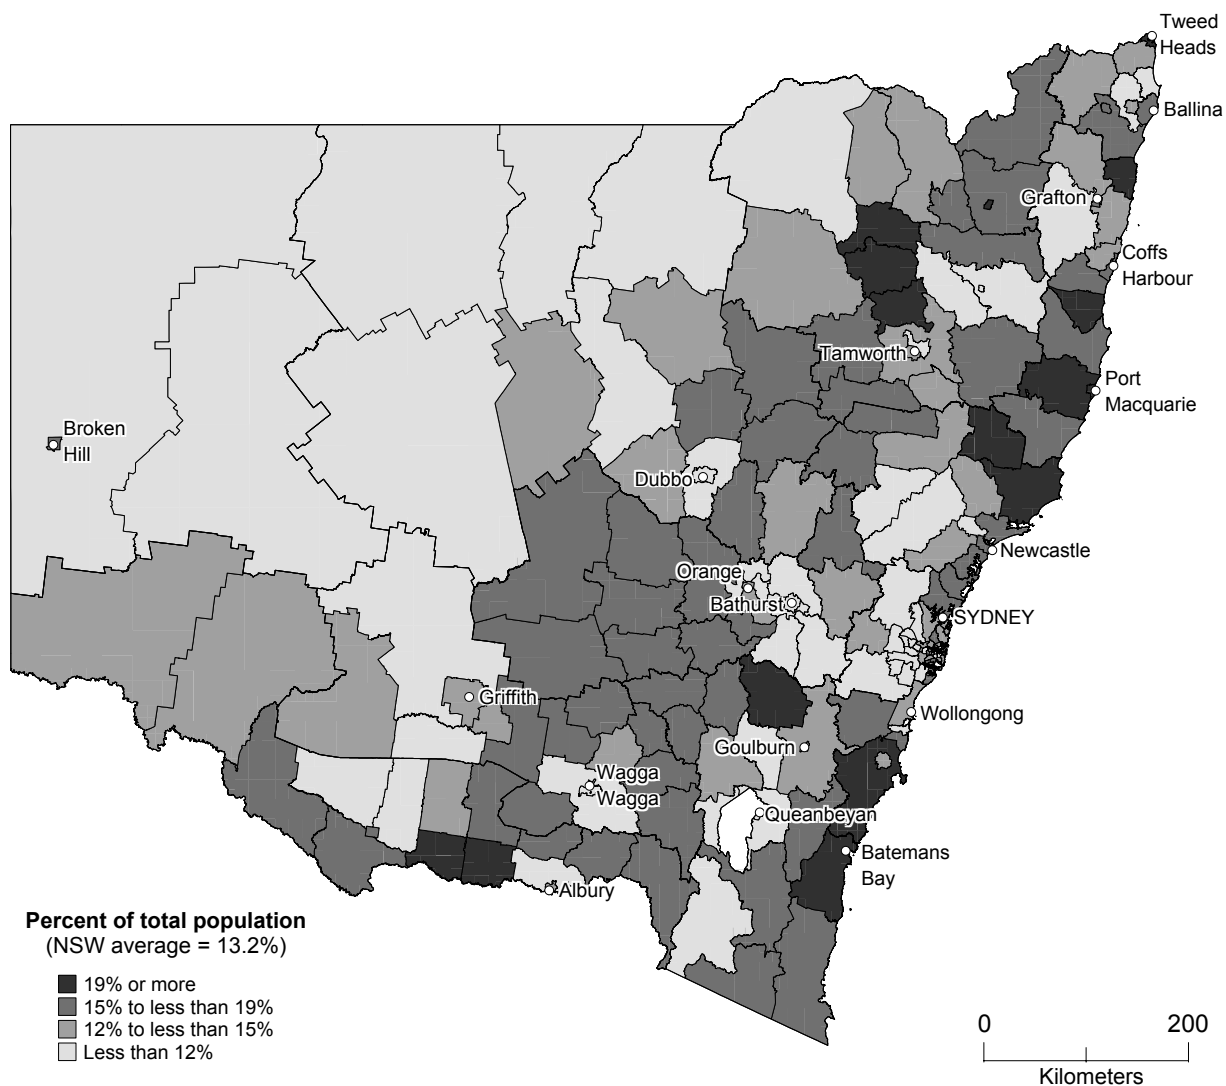 Tweed
Heads
Ballina
Grafton
Coffs
Harbour
Tamworth
Port
Macquarie
Broken
Hill
Dubbo
Newcastle
Orange
Bathurst
SYDNEY
Griffith
Wollongong
Goulburn
Wagga
Wagga
Queanbeyan
Batemans
Bay
Albury
Percent of total population
(NSW average = 13.2%)
19% or more
15% to less than 19%
12% to less than 15%
Less than 12%
0 200
Kilometers